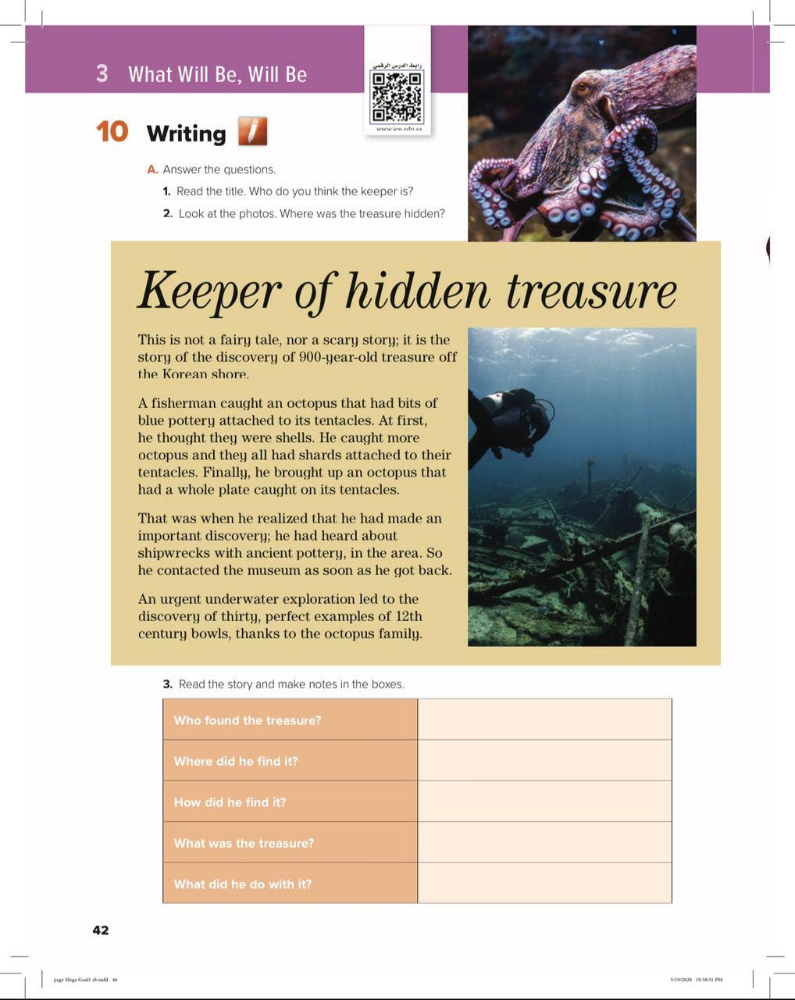 3 What Will Be, Will Be
رابط الدرس الرقمي
www.ien.edu.sa
10 Writing
A. Answer the questions.
1. Read the title. Who do you think the keeper is?
2. Look at the photos. Where was the treasure hidden?
Keeper of hidden treasure
This is not a fairy tale, nor a scary story; it is the
story of the discovery of 900-year-old treasure off
the Korean shore.
A fisherman caught an octopus that had bits of
blue pottery attached to its tentacles. At first,
he thought they were shells. He caught more
octopus and they all had shards attached to their
tentacles. Finally, he brought up an octopus that
had a whole plate caught on its tentacles.
That was when he realized that he had made an
important discovery; he had heard about
shipwrecks with ancient pottery, in the area. So
he contacted the museum as soon as he got back.
An urgent underwater exploration led to the
discovery of thirty, perfect examples of 12th
century bowls, thanks to the octopus family.
3. Read the story and make notes in the boxes.
Who found the treasure?
Where did he find it?
How did he find it?
What was the treasure?
What did he do with it?
42
page Mega Goal1 sb.indd 46
5/19/2020 10:58:31 PM